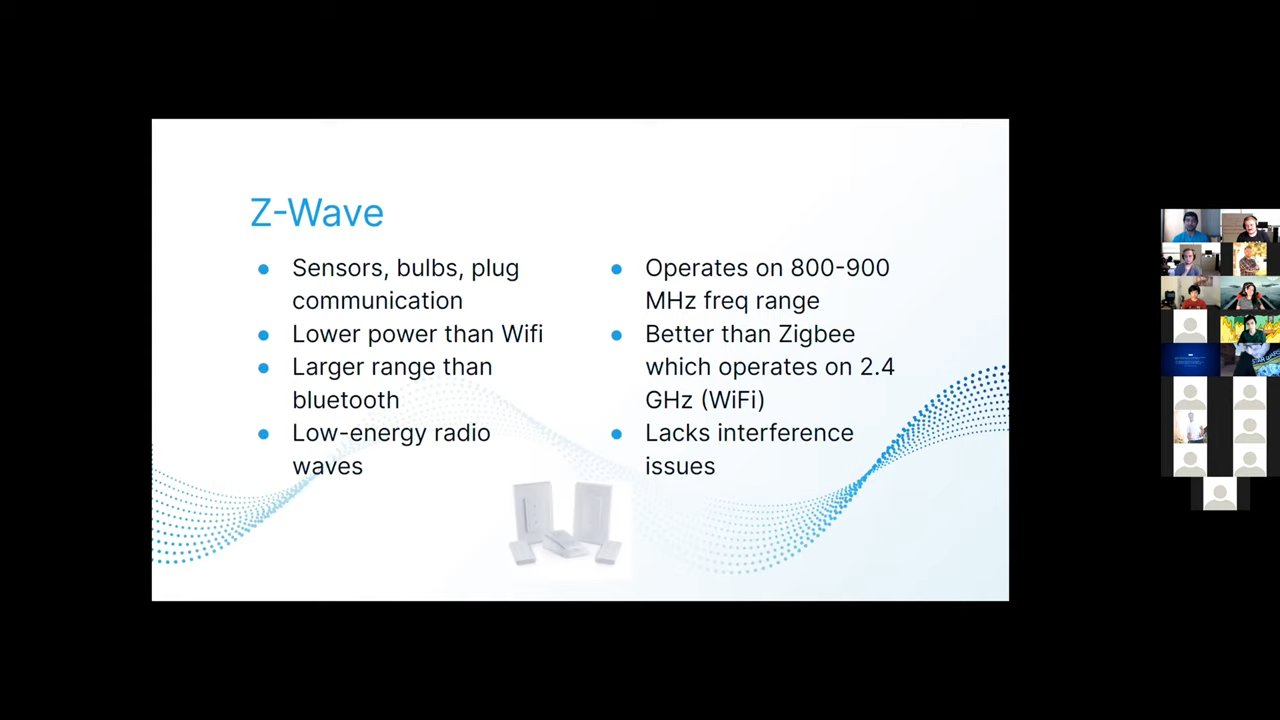 Z-Wave
● Sensors, bulbs, plug
communication
● Lower power than Wifi
● Larger range than
bluetooth
● Low-energy radio
waves
● Operates on 800-900
MHz freq range
● Better than Zigbee
which operates on 2.4
GHz (WiFi)
● Lacks interference
issues